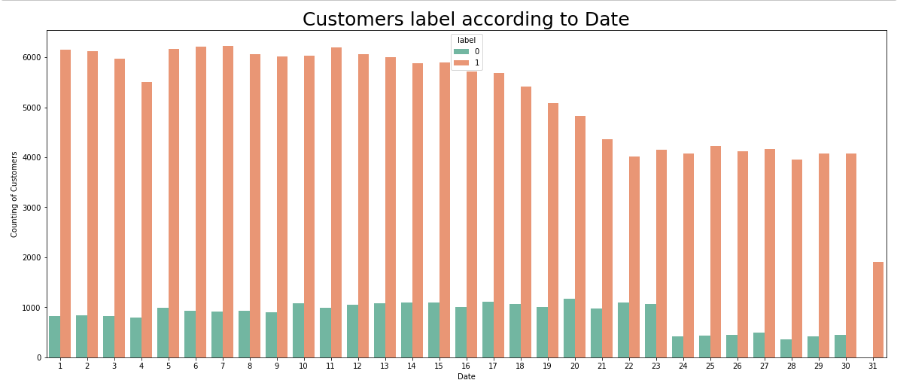 Customers label according to Date
label
0
1
6000
5000
4000
3000
2000
1000
0
Counting of Customers
1 2 3 4 5 6 7 8 9 10 11 12 13 14 15 16 17 18 19 20 21 22 23 24 25 26 27 28 29 30 31
Date